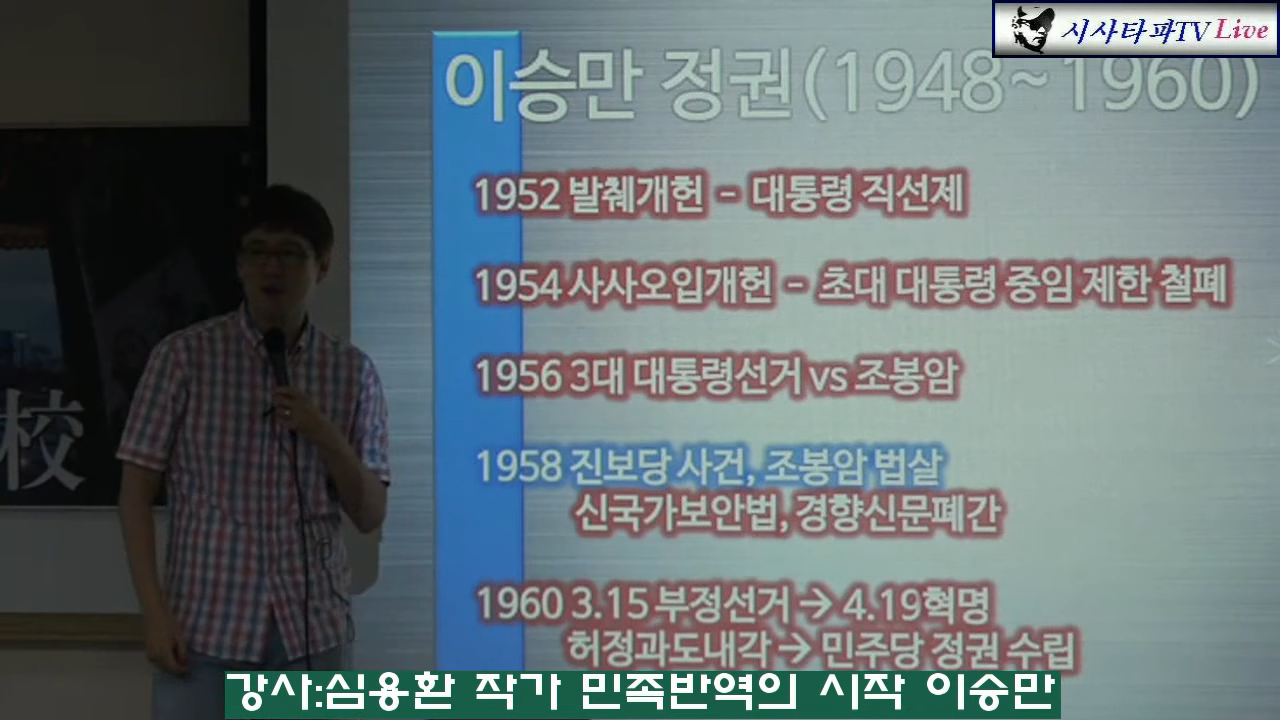 시사타파TV Live
이승만 정권(1948~1960)
1952 발췌개헌 - 대통령 직선제
1954 사사오입개헌 - 초대 대통령 중임 제한 철폐
1956 3대 대통령선거 vs 조봉암
1958 진보당 사건, 조봉암 법살
신국가보안법, 경향신문폐간
1960 3.15 부정선거 → 4.19혁명
허정과도내각 → 민주당 정권 수립
校
강사:심용환 작가 민족반역의 시작 이승만